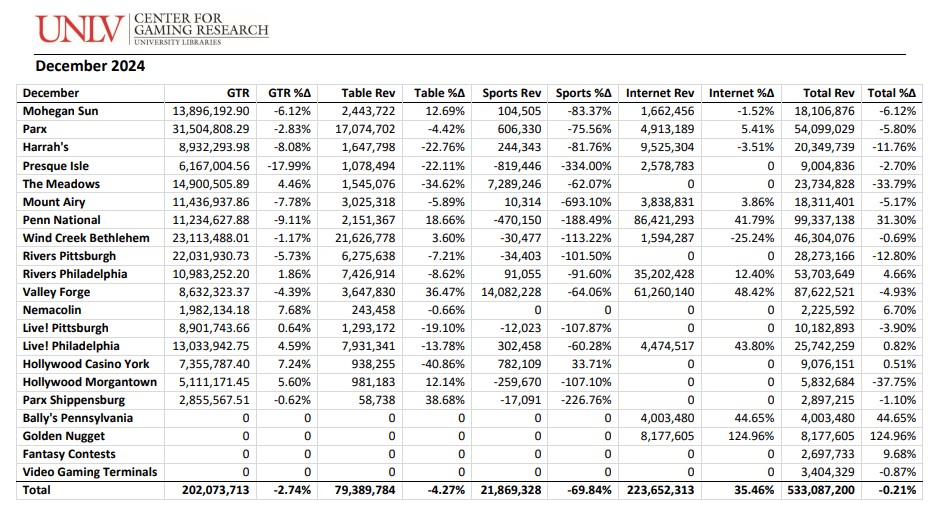 UNLV CENTER FOR
GAMING RESEARCH
UNIVERSITY LIBRARIES
December 2024
December GTR GTR %Δ Table Rev Table %Δ Sports Rev Sports %Δ Internet Rev Internet %Δ Total Rev Total %Δ
Mohegan Sun 13,896,192.90 -6.12% 2,443,722 12.69% 104,505 -83.37% 1,662,456 -1.52% 18,106,876 -6.12%
Parx 31,504,808.29 -2.83% 17,074,702 -4.42% 606,330 -75.56% 4,913,189 5.41% 54,099,029 -5.80%
Harrah's 8,932,293.98 -8.08% 1,647,798 -22.76% 244,343 -81.76% 9,525,304 -3.51% 20,349,739 -11.76%
Presque Isle 6,167,004.56 -17.99% 1,078,494 -22.11% -819,446 -334.00% 2,578,783 0 9,004,836 -2.70%
The Meadows 14,900,505.89 4.46% 1,545,076 -34.62% 7,289,246 -62.07% 0 0 23,734,828 -33.79%
Mount Airy 11,436,937.86 -7.78% 3,025,318 -5.89% 10,314 -693.10% 3,838,831 3.86% 18,311,401 -5.17%
Penn National 11,234,627.88 -9.11% 2,151,367 18.66% -470,150 -188.49% 86,421,293 41.79% 99,337,138 31.30%
Wind Creek Bethlehem 23,113,488.01 -1.17% 21,626,778 3.60% -30,477 -113.22% 1,594,287 -25.24% 46,304,076 -0.69%
Rivers Pittsburgh 22,031,930.73 -5.73% 6,275,638 -7.21% -34,403 -101.50% 0 0 28,273,166 -12.80%
Rivers Philadelphia 10,983,252.20 1.86% 7,426,914 -8.62% 91,055 -91.60% 35,202,428 12.40% 53,703,649 4.66%
Valley Forge 8,632,323.37 -4.39% 3,647,830 36.47% 14,082,228 -64.06% 61,260,140 48.42% 87,622,521 -4.93%
Nemacolin 1,982,134.18 7.68% 243,458 -0.66% 0 0 0 0 2,225,592 6.70%
Live! Pittsburgh 8,901,743.66 0.64% 1,293,172 -19.10% -12,023 -107.87% 0 0 10,182,893 -3.90%
Live! Philadelphia 13,033,942.75 4.59% 7,931,341 -13.78% 302,458 -60.28% 4,474,517 43.80% 25,742,259 0.82%
Hollywood Casino York 7,355,787.40 7.24% 938,255 -40.86% 782,109 33.71% 0 0 9,076,151 0.51%
Hollywood Morgantown 5,111,171.45 5.60% 981,183 12.14% -259,670 -107.10% 0 0 5,832,684 -37.75%
Parx Shippensburg 2,855,567.51 -0.62% 58,738 38.68% -17,091 -226.76% 0 0 2,897,215 -1.10%
Bally's Pennsylvania 0 0 0 0 0 0 4,003,480 44.65% 4,003,480 44.65%
Golden Nugget 0 0 0 0 0 0 8,177,605 124.96% 8,177,605 124.96%
Fantasy Contests 0 0 0 0 0 0 0 0 2,697,733 9.68%
Video Gaming Terminals 0 0 0 0 0 0 0 0 3,404,329 -0.87%
Total 202,073,713 -2.74% 79,389,784 -4.27% 21,869,328 -69.84% 223,652,313 35.46% 533,087,200 -0.21%